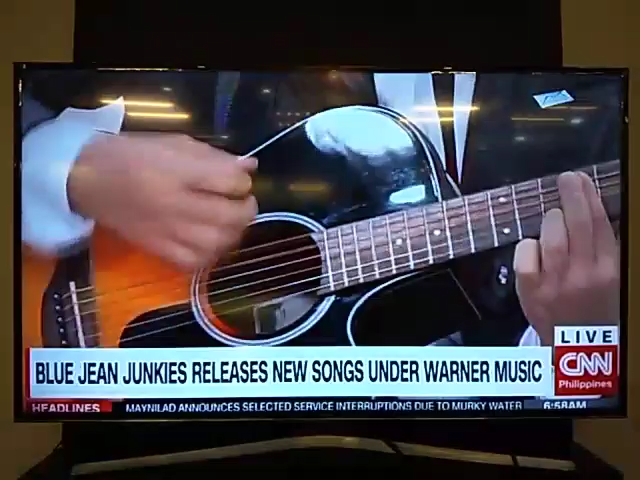 LIVE
CNN
Philippines
BLUE JEAN JUNKIES RELEASES NEW SONGS UNDER WARNER MUSIC
HEADLINES MAYNILAD ANNOUNCES SELECTED SERVICE INTERRUPTIONS DUE TO MURKY WATER 6:58AM